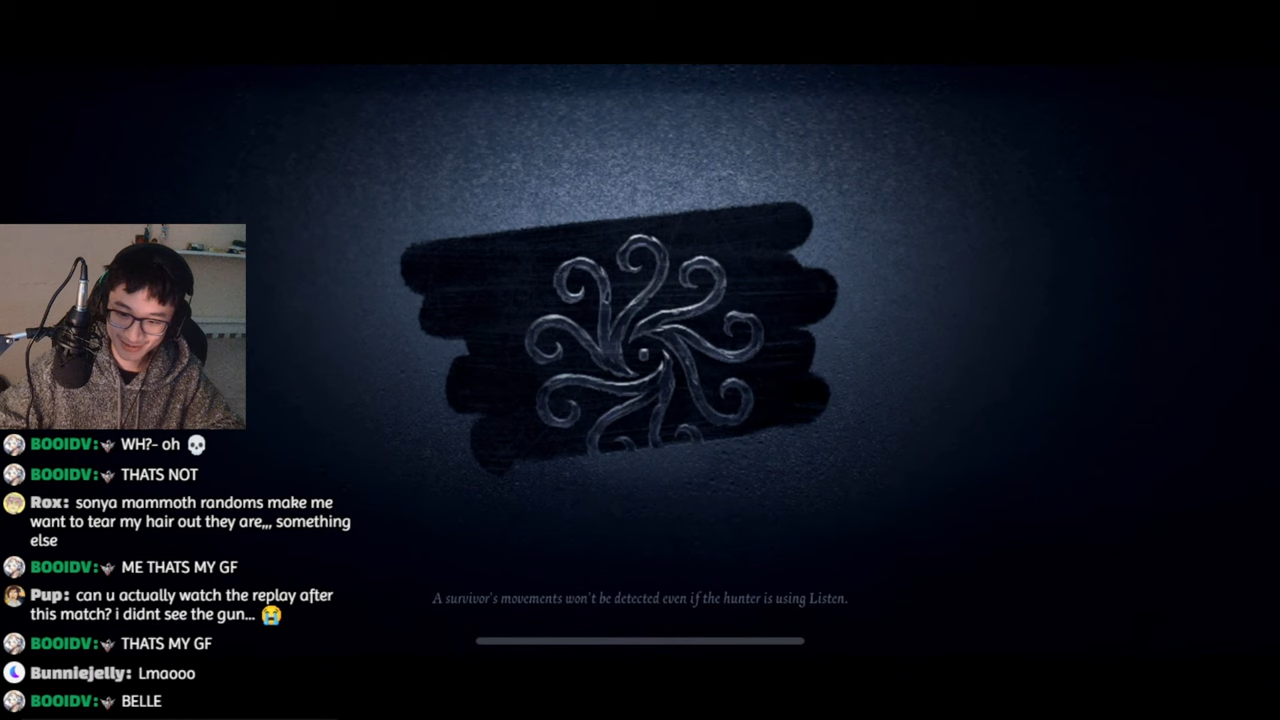 BOOIDV: WH?- oh 💀
BOOIDV: THATS NOT
Rox: sonya mammoth randoms make me
want to tear my hair out they are,,, something
else
BOOIDV: ME THATS MY GF
Pup: can u actually watch the replay after
this match? i didnt see the gun... 😭
BOOIDV: THATS MY GF
Bunniejelly: Lmaooo
BOOIDV: BELLE
A survivor's movements won't be detected even if the hunter is using Listen.